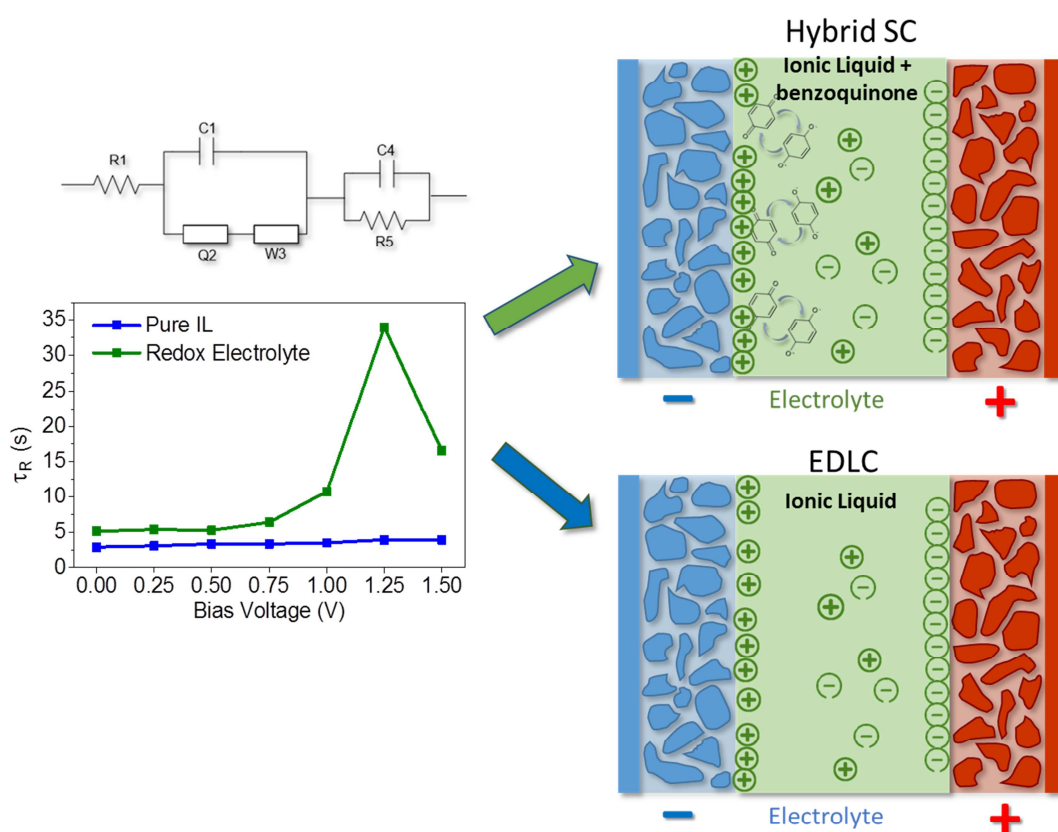 C1
R1
Q2
W3
C4
R5
35
30
25
20
15
10
5
0
τR (s)
Pure IL
Redox Electrolyte
0.00 0.25 0.50 0.75 1.00 1.25 1.50
Bias Voltage (V)
Hybrid SC
Ionic Liquid +
benzoquinone
− Electrolyte +
EDLC
Ionic Liquid
− Electrolyte +